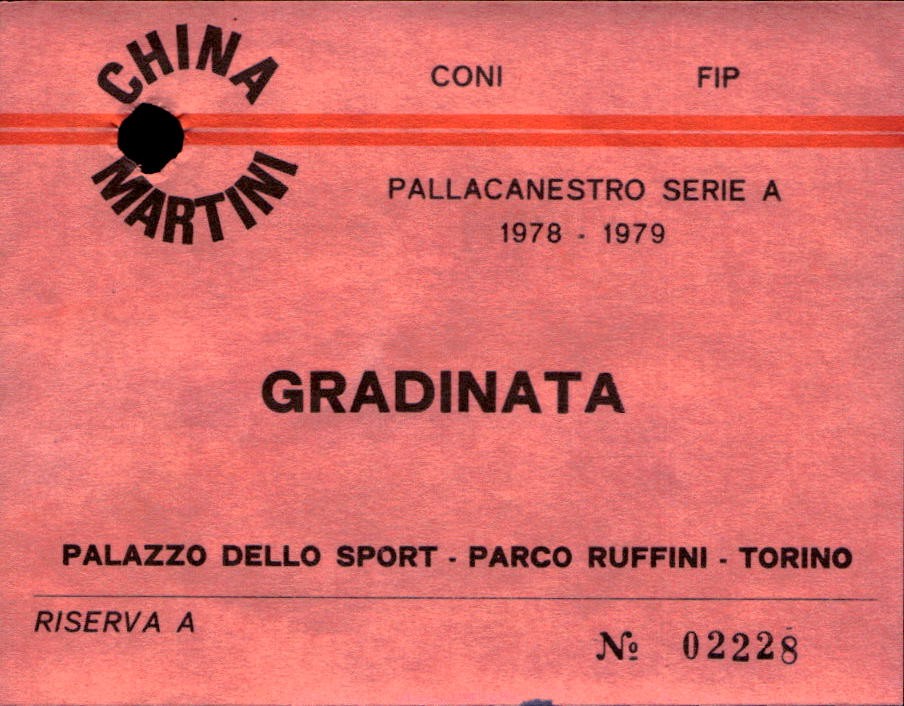 CHINA
MARTINI
CONI FIP
PALLACANESTRO SERIE A
1978 - 1979
GRADINATA
PALAZZO DELLO SPORT - PARCO RUFFINI - TORINO
RISERVA A
№ 02228